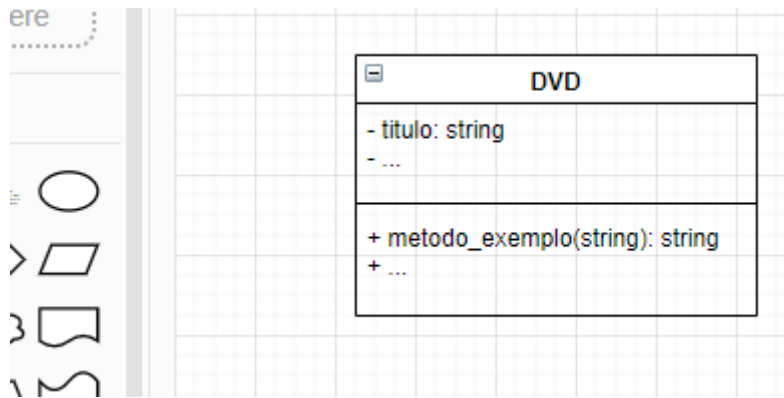 ere
DVD
- titulo: string
- ...
+ metodo_exemplo(string): string
+ ...